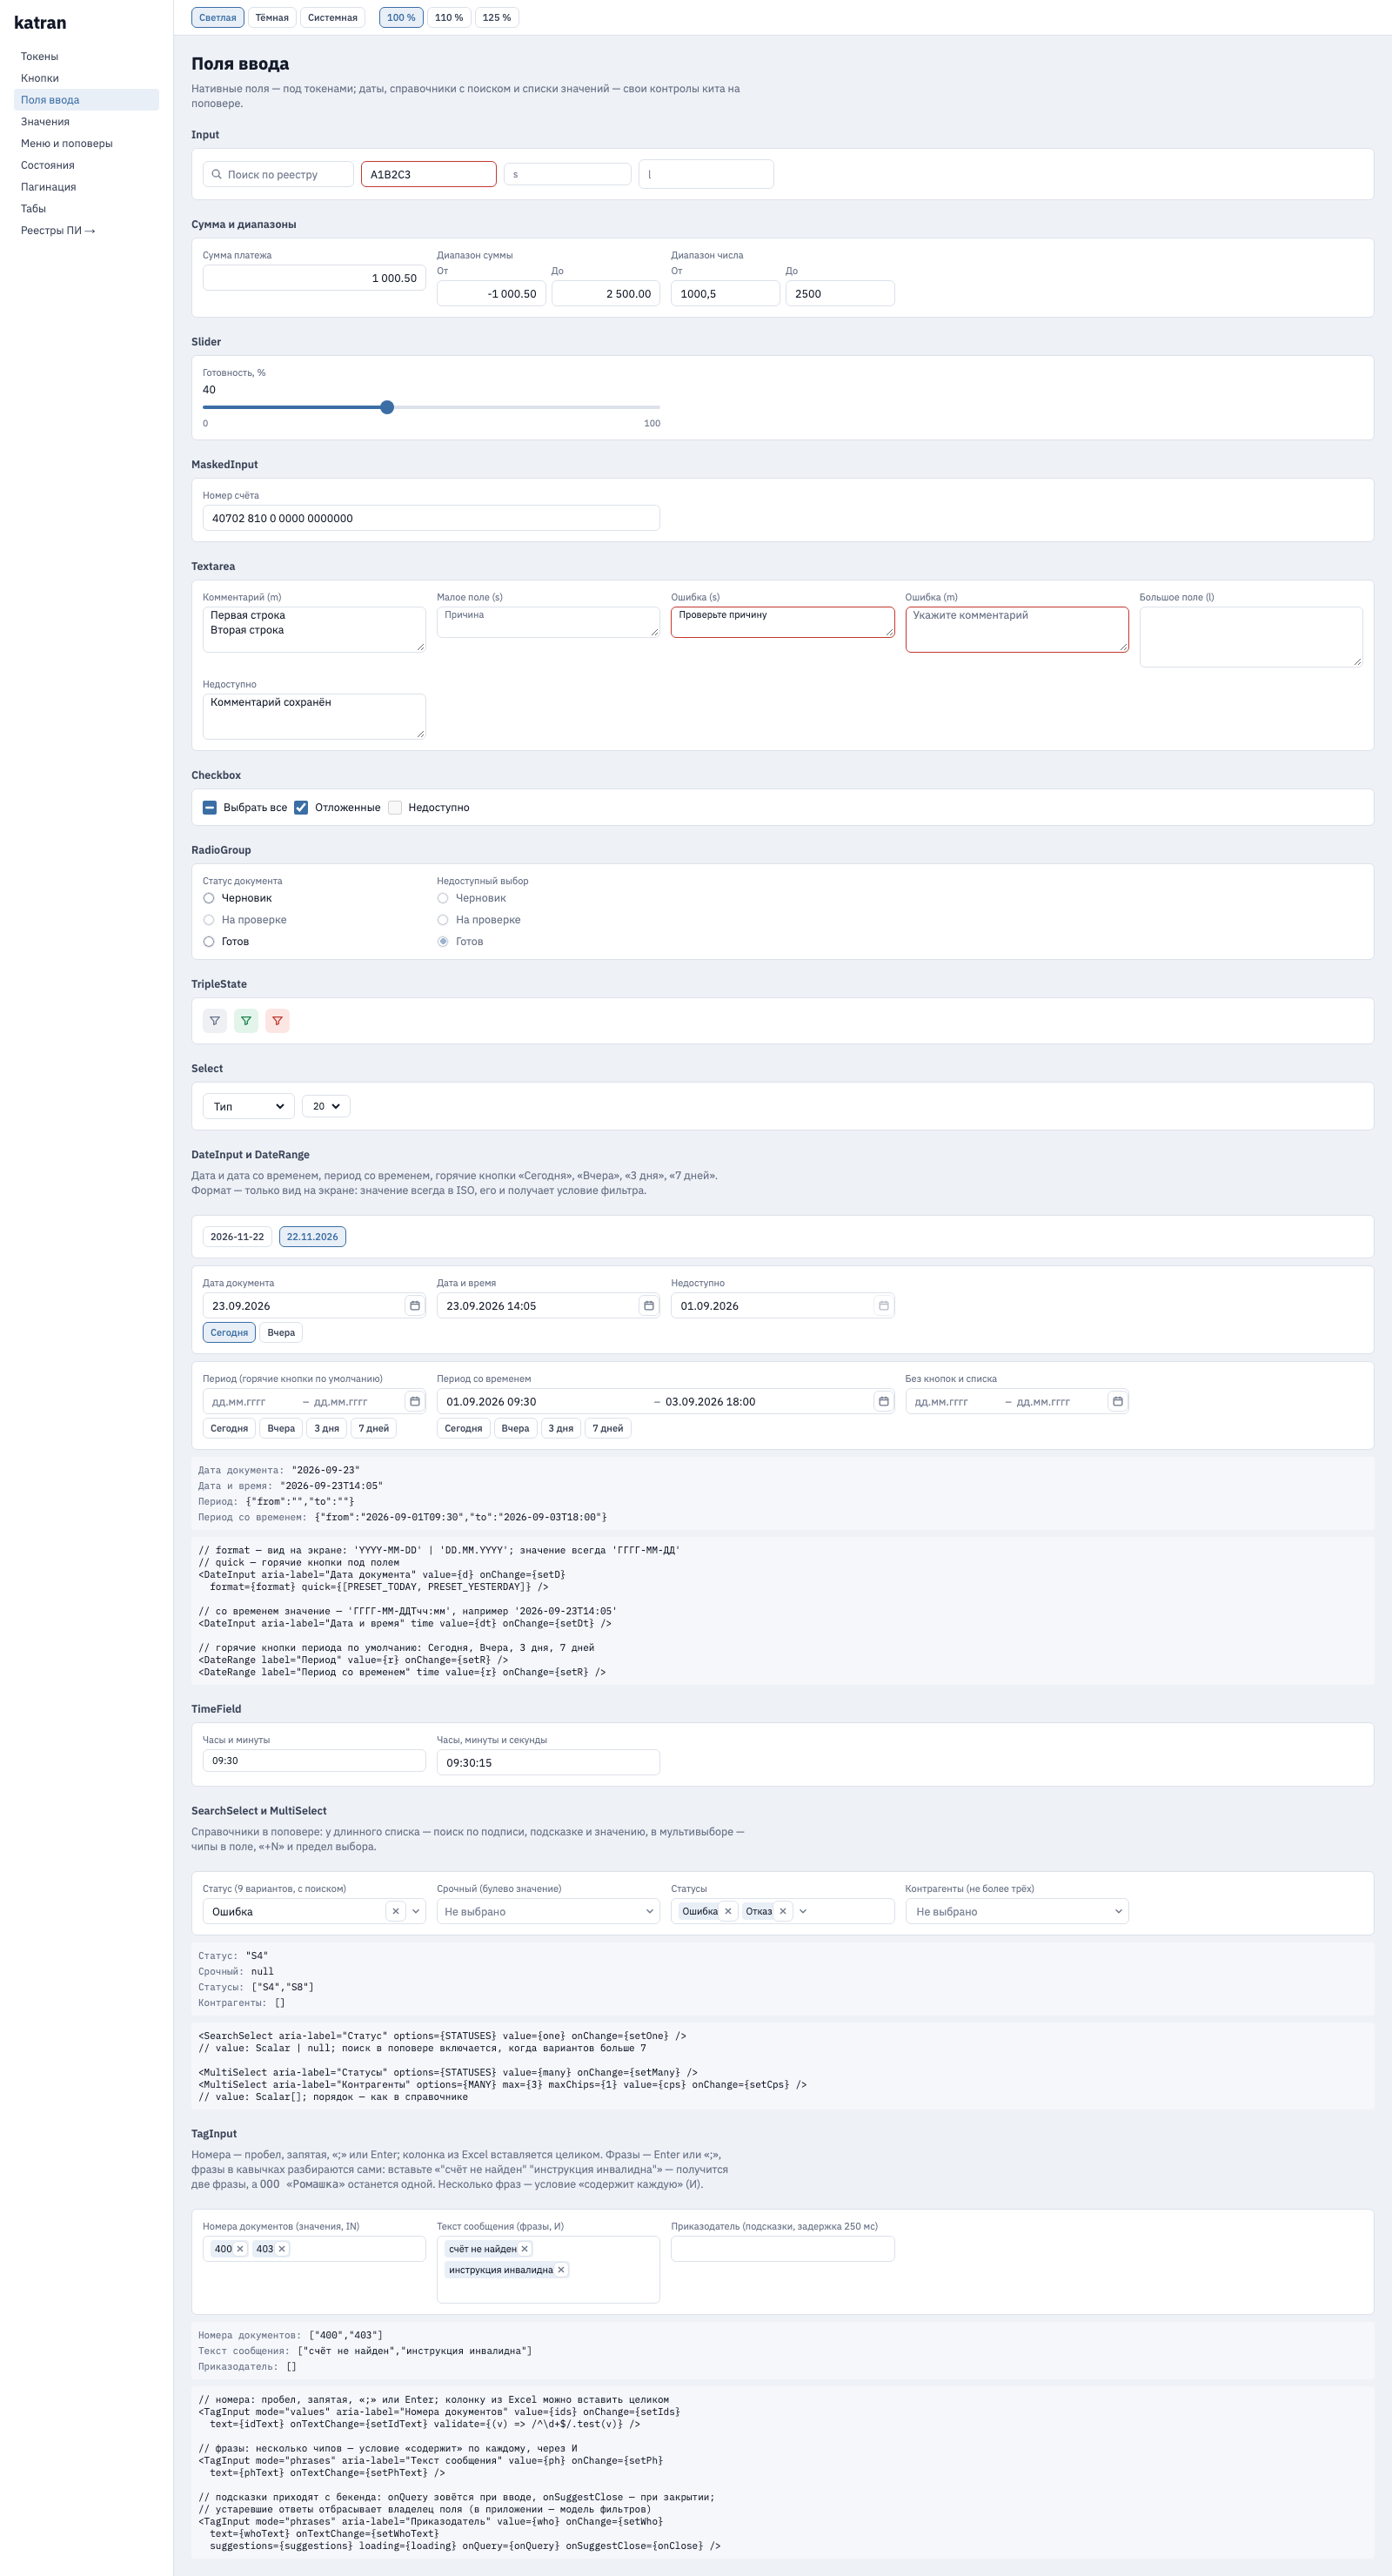 katran
Токены
Кнопки
Поля ввода
Значения
Меню и поповеры
Состояния
Пагинация
Табы
Реестры ПИ →
Светлая Тёмная Системная 100 % 110 % 125 %
Поля ввода
Нативные поля — под токенами; даты, справочники с поиском и списки значений — свои контролы кита на
поповере.
Input
Поиск по реестру A1B2C3 s l
Сумма и диапазоны
Сумма платежа Диапазон суммы Диапазон числа
От До От До
1 000.50 -1 000.50 2 500.00 1000,5 2500
Slider
Готовность, %
40
0 100
MaskedInput
Номер счёта
40702 810 0 0000 0000000
Textarea
Комментарий (m) Малое поле (s) Ошибка (s) Ошибка (m) Большое поле (l)
Первая строка Причина Проверьте причину Укажите комментарий
Вторая строка
Недоступно
Комментарий сохранён
Checkbox
Выбрать все Отложенные Недоступно
RadioGroup
Статус документа Недоступный выбор
Черновик Черновик
На проверке На проверке
Готов Готов
TripleState
Select
Тип 20
DateInput и DateRange
Дата и дата со временем, период со временем, горячие кнопки «Сегодня», «Вчера», «3 дня», «7 дней».
Формат — только вид на экране: значение всегда в ISO, его и получает условие фильтра.
2026-11-22 22.11.2026
Дата документа Дата и время Недоступно
23.09.2026 23.09.2026 14:05 01.09.2026
Сегодня Вчера
Период (горячие кнопки по умолчанию) Период со временем Без кнопок и списка
дд.мм.гггг – дд.мм.гггг 01.09.2026 09:30 – 03.09.2026 18:00 дд.мм.гггг – дд.мм.гггг
Сегодня Вчера 3 дня 7 дней Сегодня Вчера 3 дня 7 дней
Дата документа: "2026-09-23"
Дата и время: "2026-09-23T14:05"
Период: {"from":"","to":""}
Период со временем: {"from":"2026-09-01T09:30","to":"2026-09-03T18:00"}
// format — вид на экране: 'YYYY-MM-DD' | 'DD.MM.YYYY'; значение всегда 'ГГГГ-ММ-ДД'
// quick — горячие кнопки под полем
<DateInput aria-label="Дата документа" value={d} onChange={setD}
format={format} quick={[PRESET_TODAY, PRESET_YESTERDAY]} />
// со временем значение — 'ГГГГ-ММ-ДДTчч:мм', например '2026-09-23T14:05'
<DateInput aria-label="Дата и время" time value={dt} onChange={setDt} />
// горячие кнопки периода по умолчанию: Сегодня, Вчера, 3 дня, 7 дней
<DateRange label="Период" value={r} onChange={setR} />
<DateRange label="Период со временем" time value={r} onChange={setR} />
TimeField
Часы и минуты Часы, минуты и секунды
09:30 09:30:15
SearchSelect и MultiSelect
Справочники в поповере: у длинного списка — поиск по подписи, подсказке и значению, в мультивыборе —
чипы в поле, «+N» и предел выбора.
Статус (9 вариантов, с поиском) Срочный (булево значение) Статусы Контрагенты (не более трёх)
Ошибка Не выбрано Ошибка Отказ Не выбрано
Статус: "S4"
Срочный: null
Статусы: ["S4","S8"]
Контрагенты: []
<SearchSelect aria-label="Статус" options={STATUSES} value={one} onChange={setOne} />
// value: Scalar | null; поиск в поповере включается, когда вариантов больше 7
<MultiSelect aria-label="Статусы" options={STATUSES} value={many} onChange={setMany} />
<MultiSelect aria-label="Контрагенты" options={MANY} max={3} maxChips={1} value={cps} onChange={setCps} />
// value: Scalar[]; порядок — как в справочнике
TagInput
Номера — пробел, запятая, «;» или Enter; колонка из Excel вставляется целиком. Фразы — Enter или «;»,
фразы в кавычках разбираются сами: вставьте «"счёт не найден" "инструкция инвалидна"» — получится
две фразы, а ООО «Ромашка» останется одной. Несколько фраз — условие «содержит каждую» (И).
Номера документов (значения, IN) Текст сообщения (фразы, И) Приказодатель (подсказки, задержка 250 мс)
400 403 счёт не найден
инструкция инвалидна
Номера документов: ["400","403"]
Текст сообщения: ["счёт не найден","инструкция инвалидна"]
Приказодатель: []
// номера: пробел, запятая, «;» или Enter; колонку из Excel можно вставить целиком
<TagInput mode="values" aria-label="Номера документов" value={ids} onChange={setIds}
text={idText} onTextChange={setIdText} validate={(v) => /^\d+$/.test(v)} />
// фразы: несколько чипов — условие «содержит» по каждому, через И
<TagInput mode="phrases" aria-label="Текст сообщения" value={ph} onChange={setPh}
text={phText} onTextChange={setPhText} />
// подсказки приходят с бекенда: onQuery зовётся при вводе, onSuggestClose — при закрытии;
// устаревшие ответы отбрасывает владелец поля (в приложении — модель фильтров)
<TagInput mode="phrases" aria-label="Приказодатель" value={who} onChange={setWho}
text={whoText} onTextChange={setWhoText}
suggestions={suggestions} loading={loading} onQuery={onQuery} onSuggestClose={onClose} />